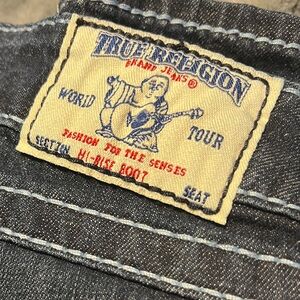 TRUE RELIGION
BRAND JEANS®
WORLD TOUR
FASHION FOR THE SENSES
SECTION HI-RISE BOOT SEAT